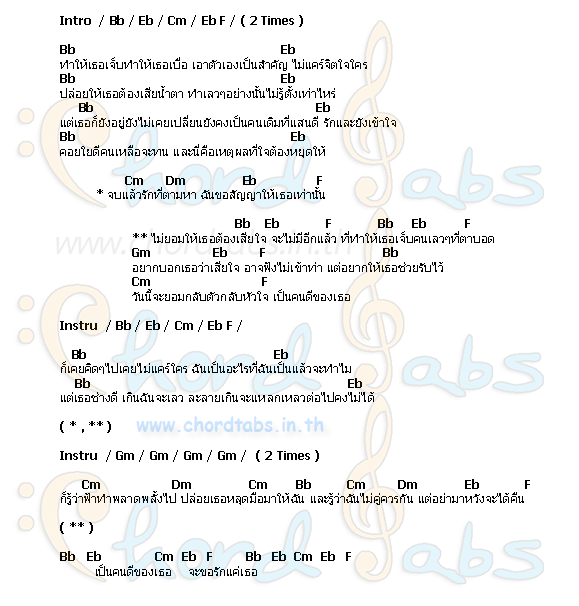 Intro / Bb / Eb / Cm / Eb F / ( 2 Times )
Bb Eb
ทำให้เธอเจ็บทำให้เธอเบื่อ เอาตัวเองเป็นสำคัญ ไม่แคร์จิตใจใคร
Bb Eb
ปล่อยให้เธอต้องเสียน้ำตา ทำเลวๆอย่างนั้นไม่รู้ตั้งเท่าไหร่
Bb Eb
แต่เธอก็ยังอยู่ยังไม่เคยเปลี่ยนยังคงเป็นคนเดิมที่แสนดี รักและยังเข้าใจ
Bb Eb
คอยใยดีคนเหลือจะทน และนี่คือเหตุผลที่ใจต้องหยุดให้
Cm Dm Eb F
* จบแล้วรักที่ตามหา ฉันขอสัญญาให้เธอเท่านั้น
Bb Eb F Bb Eb F
** ไม่ยอมให้เธอต้องเสียใจ จะไม่มีอีกแล้ว ที่ทำให้เธอเจ็บคนเลวๆที่ตาบอด
Gm Eb F Bb
อยากบอกเธอว่าเสียใจ อาจฟังไม่เข้าท่า แต่อยากให้เธอช่วยรับไว้
Cm F
วันนี้จะยอมกลับตัวกลับหัวใจ เป็นคนดีของเธอ
Instru / Bb / Eb / Cm / Eb F /
Bb Eb
ก็เคยคิดๆไปเคยไม่แคร์ใคร ฉันเป็นอะไรที่ฉันเป็นแล้วจะทำไม
Bb Eb
แต่เธอช่างดี เกินฉันจะเลว ละลายเกินจะแหลกเหลวต่อไปคงไม่ได้
( * , ** )
www.chordtabs.in.th
Instru / Gm / Gm / Gm / Gm / ( 2 Times )
Cm Dm Cm Bb Cm Dm Eb F
ก็รู้ว่าฟ้าทำพลาดพลั้งไป ปล่อยเธอหลุดมือมาให้ฉัน และรู้ว่าฉันไม่คู่ควรกัน แต่อย่ามาหวังจะได้คืน
( ** )
Bb Eb Cm Eb F Bb Eb Cm Eb F
เป็นคนดีของเธอ จะขอรักแค่เธอ